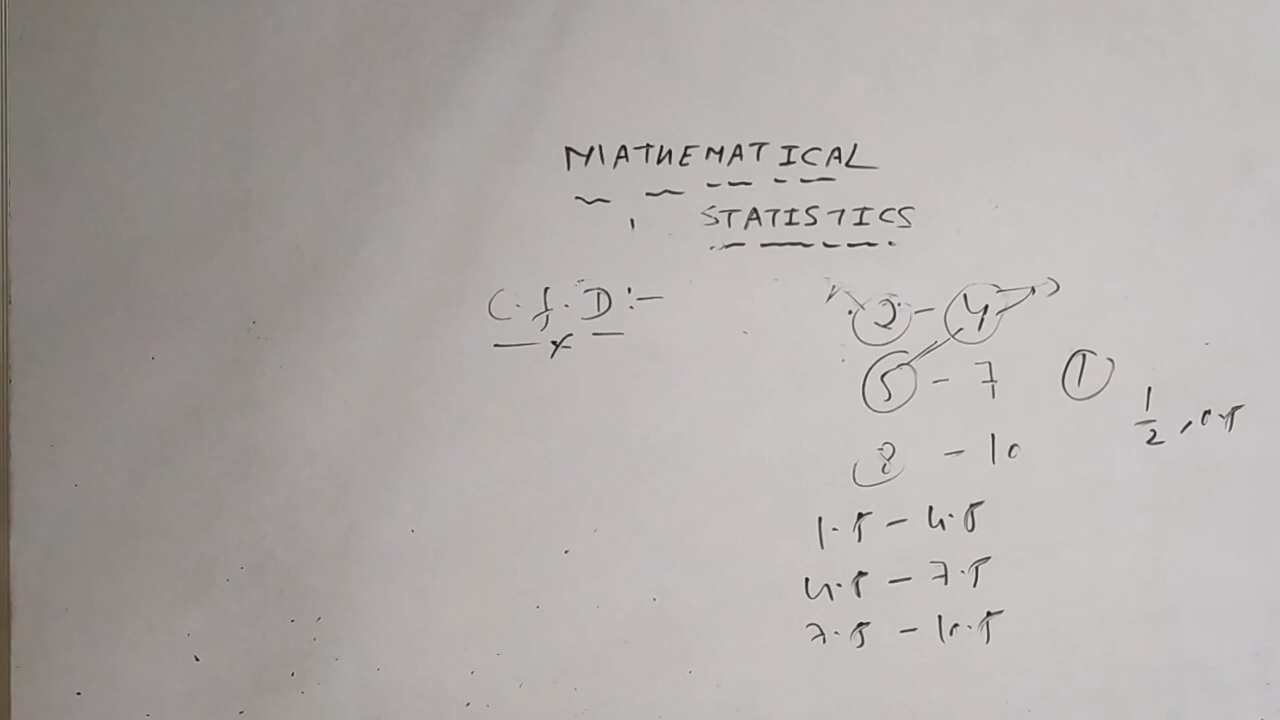 MATHEMATICAL
STATISTICS
C.f.D:-
2 - 4
5 - 7
1
1/2, 0.5
8 - 10
1.5 - 4.5
4.5 - 7.5
7.5 - 10.5